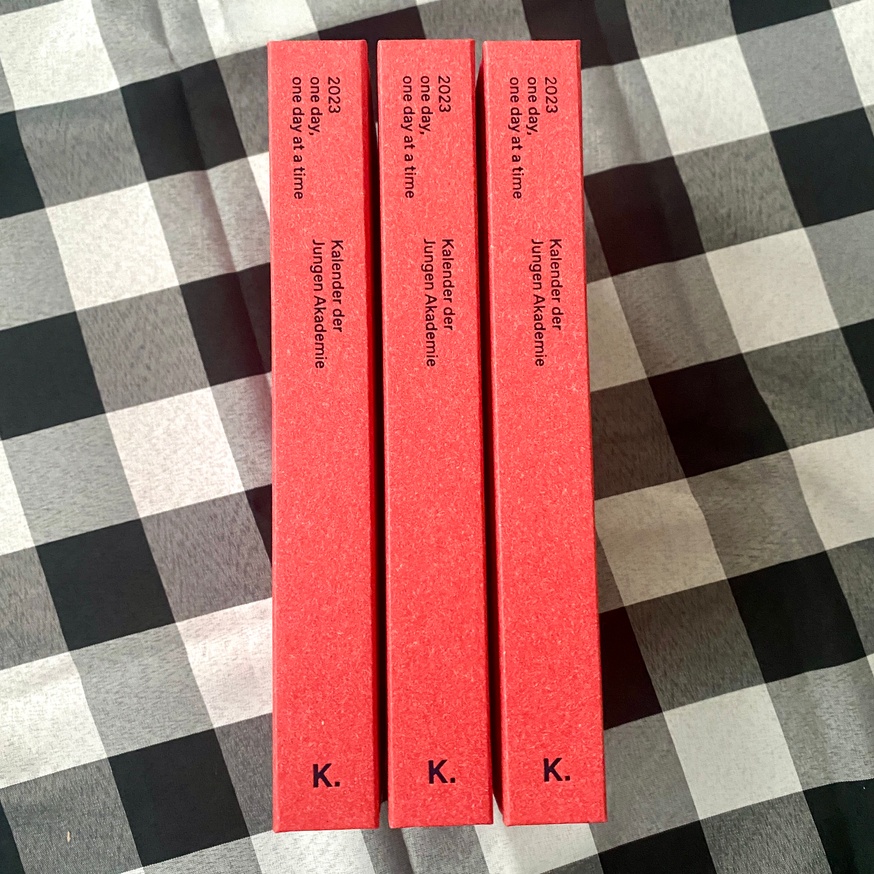 2023
one day,
one day at a time
Kalender der
Jungen Akademie
K.
2023
one day,
one day at a time
Kalender der
Jungen Akademie
K.
2023
one day,
one day at a time
Kalender der
Jungen Akademie
K.